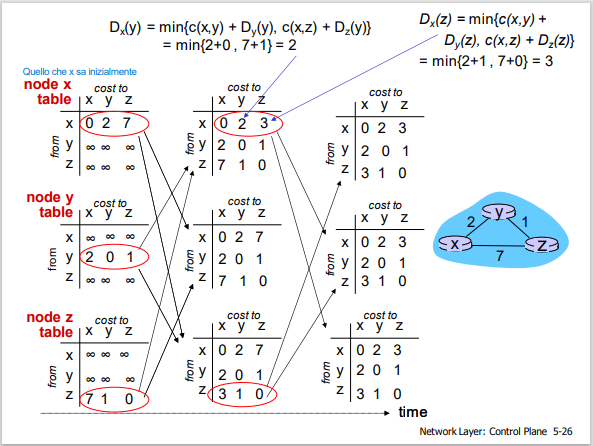 Dx(y) = min{c(x,y) + Dy(y), c(x,z) + Dz(y)}
= min{2+0 , 7+1} = 2
Dx(z) = min{c(x,y) +
Dy(z), c(x,z) + Dz(z)}
= min{2+1 , 7+0} = 3
Quello che x sa inizialmente
node x
table
cost to
x y z
from
x 0 2 7
y ∞ ∞ ∞
z ∞ ∞ ∞
cost to
x y z
from
x 0 2 3
y 2 0 1
z 7 1 0
cost to
x y z
from
x 0 2 3
y 2 0 1
z 3 1 0
node y
table
cost to
x y z
from
x ∞ ∞ ∞
y 2 0 1
z ∞ ∞ ∞
cost to
x y z
from
x 0 2 7
y 2 0 1
z 7 1 0
cost to
x y z
from
x 0 2 3
y 2 0 1
z 3 1 0
y
2 1
x z
7
node z
table
cost to
x y z
from
x ∞ ∞ ∞
y ∞ ∞ ∞
z 7 1 0
cost to
x y z
from
x 0 2 7
y 2 0 1
z 3 1 0
cost to
x y z
from
x 0 2 3
y 2 0 1
z 3 1 0
time
Network Layer: Control Plane 5-26